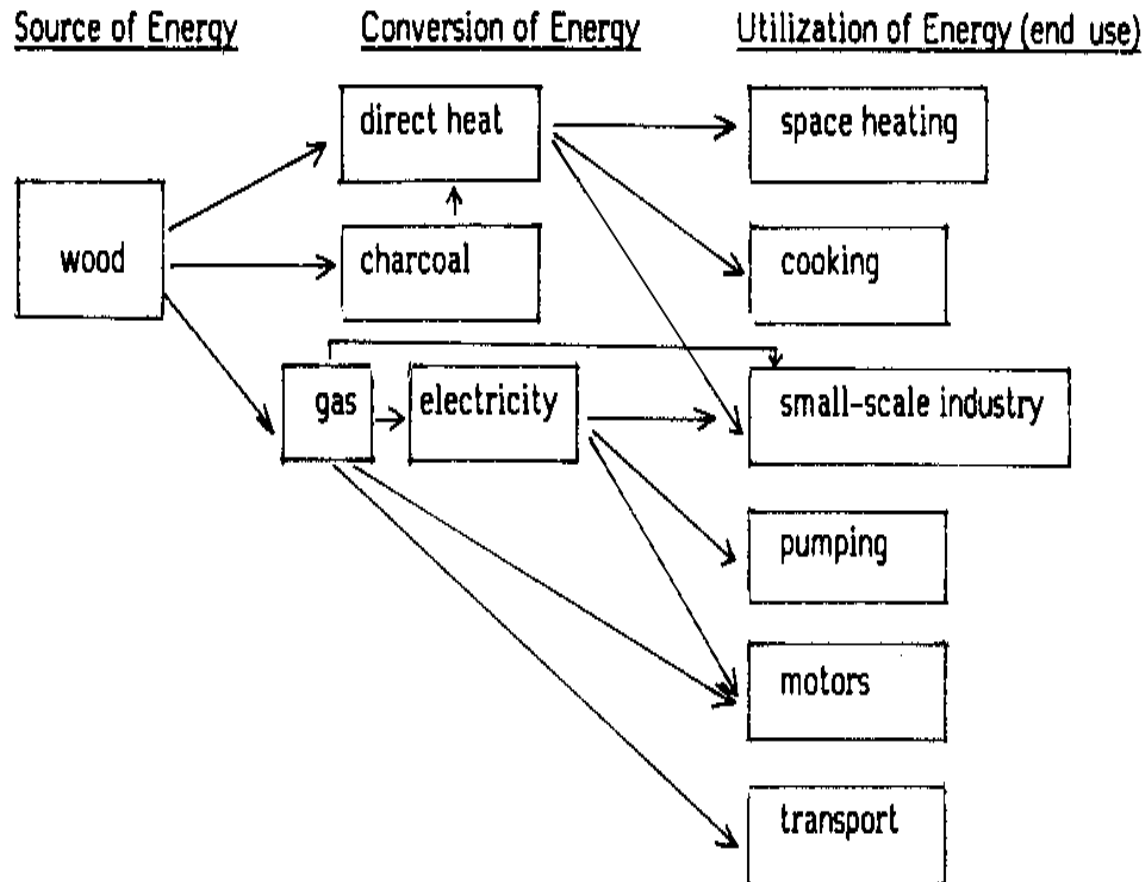 Source of Energy
Conversion of Energy
Utilization of Energy (end use)
direct heat
space heating
wood
charcoal
cooking
gas
electricity
small-scale industry
pumping
motors
transport